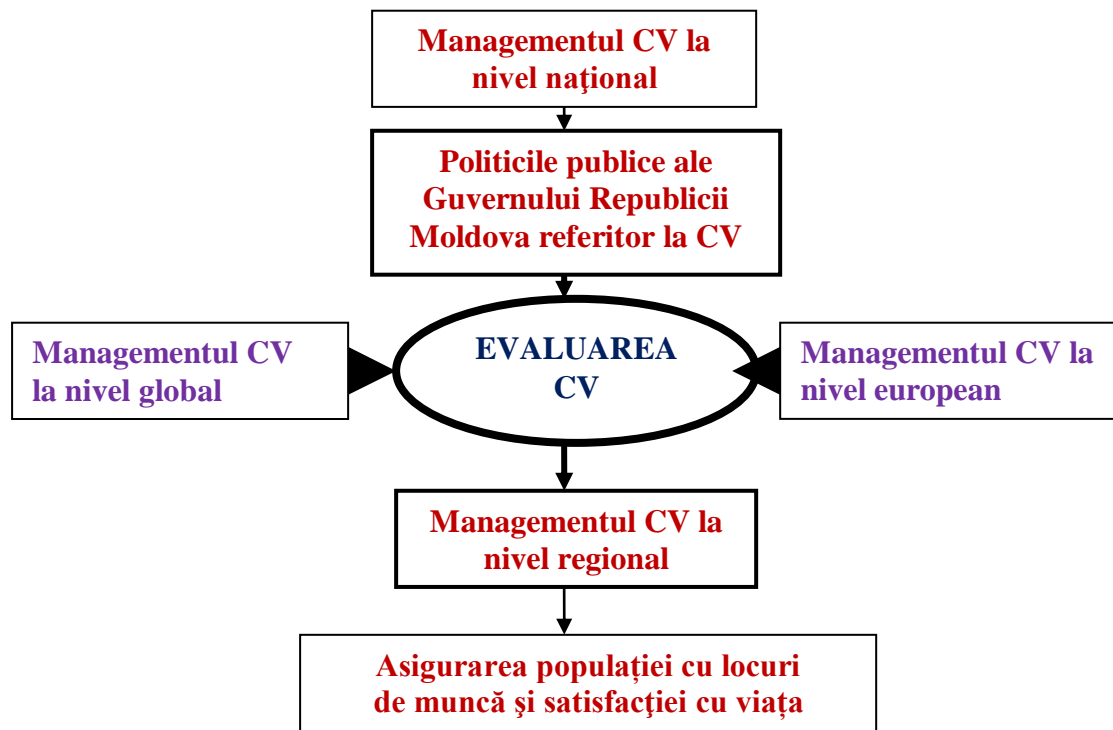 Managementul CV la
nivel naţional
Politicile publice ale
Guvernului Republicii
Moldova referitor la CV
Managementul CV
la nivel global
EVALUAREA
CV
Managementul CV la
nivel european
Managementul CV la
nivel regional
Asigurarea populației cu locuri
de muncă şi satisfacţiei cu viața